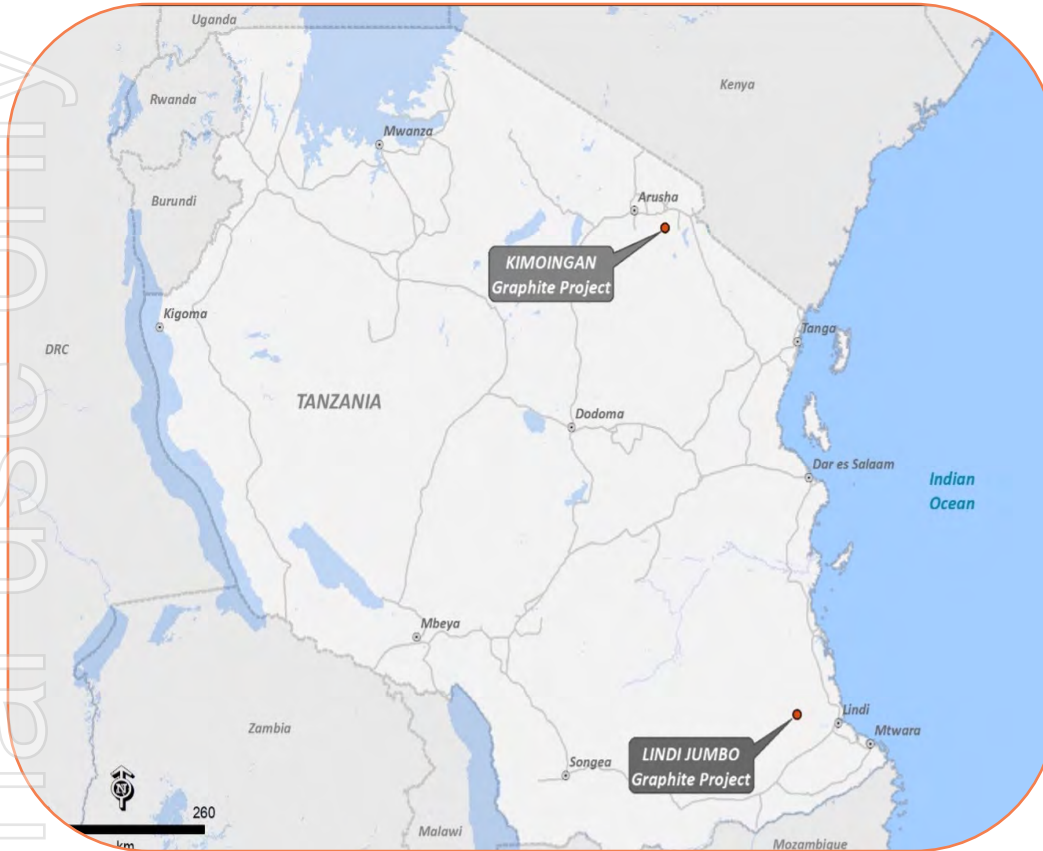 Uganda
Kenya
Rwanda
Mwanza
Burundi
Arusha
KIMOINGAN
Graphite Project
Kigoma
Tanga
DRC
TANZANIA
Dodoma
Dar es Salaam
Indian
Ocean
Mbeya
Lindi
Mtwara
Zambia
LINDI JUMBO
Graphite Project
Songea
N
260
km
Malawi
Mozambique